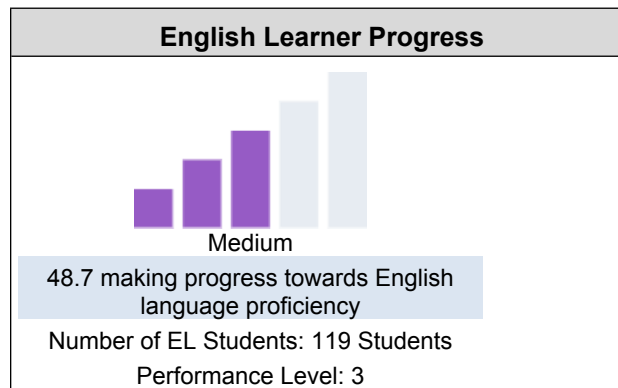 English Learner Progress
Medium
48.7 making progress towards English
language proficiency
Number of EL Students: 119 Students
Performance Level: 3